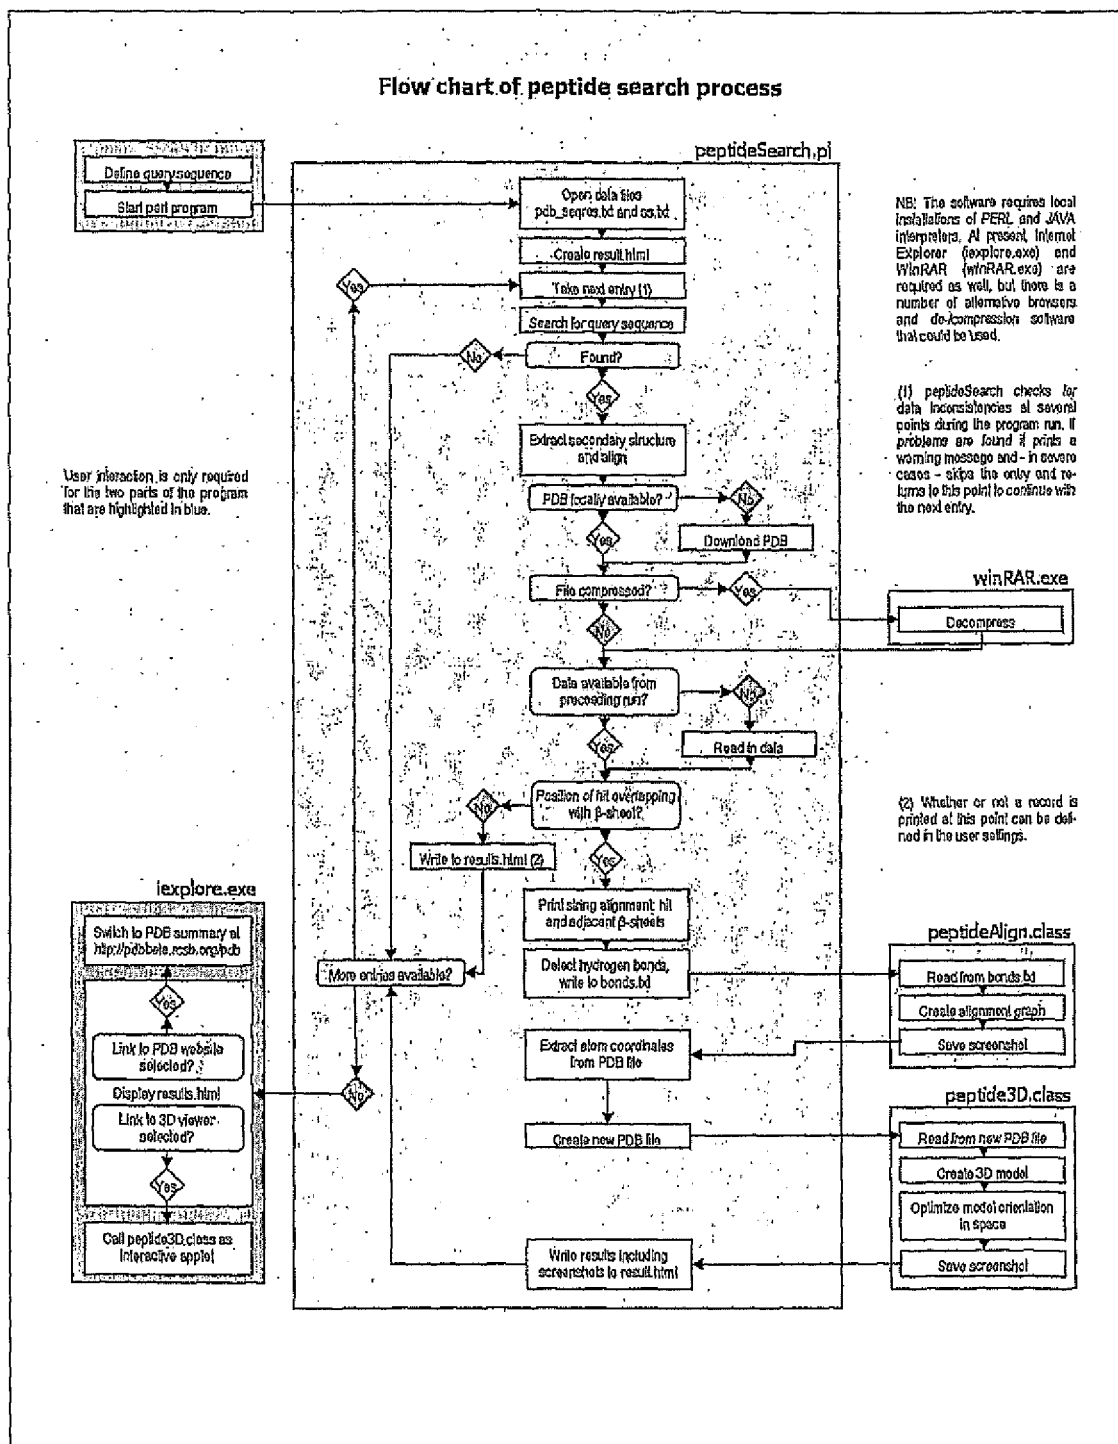 Flow chart of peptide search process
Define query sequence
Start perl program
peptideSearch.pl
Open data files
pdb_seqres.txt and ss.txt
Create result.html
Take next entry (1)
Search for query sequence
Found?
No
Yes
Yes
Extract secondary structure
and align
PDB locally available?
No
Yes
Download PDB
File compressed?
Yes
No
Data available from
preceeding run?
No
Yes
Read in data
Position of hit overlapping
with β-sheet?
No
Write to results.html (2)
Yes
Print string alignment: hit
and adjacent β-sheets
Detect hydrogen bonds,
write to bonds.txt
More entries available?
Extract atom coordinates
from PDB file
No
Create new PDB file
Write results including
screenshots to result.html
NB: The software requires local
installations of PERL and JAVA
interpreters. At present, Internet
Explorer (iexplore.exe) and
WinRAR (winRAR.exe) are
required as well, but there is a
number of alternative browsers
and de-/compression software
that could be used.
(1) peptideSearch checks for
data inconsistencies at several
points during the program run. If
problems are found it prints a
warning message and - in severe
cases - skips the entry and re-
turns to this point to continue with
the next entry.
User interaction is only required
for the two parts of the program
that are highlighted in blue.
winRAR.exe
Decompress
(2) Whether or not a record is
printed at this point can be defi-
ned in the user settings.
iexplore.exe
Switch to PDB summary at
http://pdbbeta.rcsb.org/pdb
Yes
Link to PDB website
selected?
Display results.html
Link to 3D viewer
selected?
Yes
Call peptide3D.class as
interactive applet
peptideAlign.class
Read from bonds.txt
Create alignment graph
Save screenshot
peptide3D.class
Read from new PDB file
Create 3D model
Optimize model orientation
in space
Save screenshot